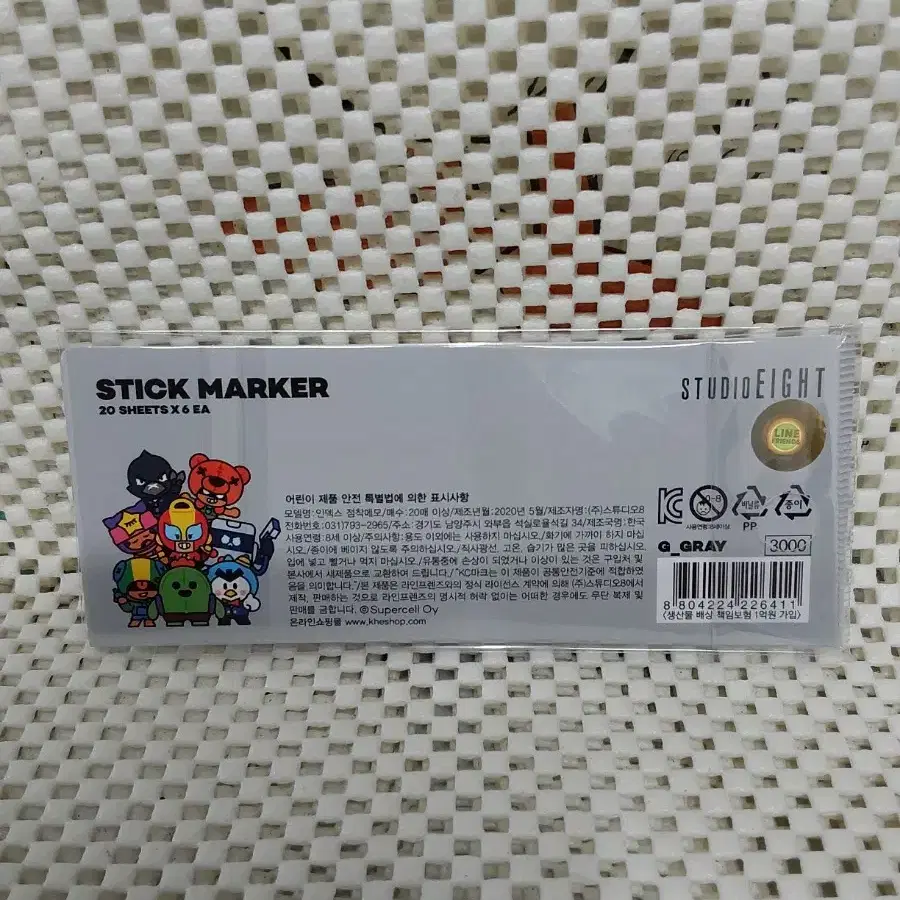 STICK MARKER
20 SHEETS X 6 EA
STUDIO EIGHT
LINE
FRIENDS
어린이 제품 안전 특별법에 의한 표시사항
모델명:인덱스 점착메모/매수:20매 이상/제조년월:2020년 5월/제조자명:(주)스튜디오8
전화번호:031)793-2965/주소: 경기도 남양주시 와부읍 석실로율석길 34/제조국명:한국
사용연령:8세 이상/주의사항:용도 이외에는 사용하지 마십시오./화기에 가까이 하지 마십
시오./종이에 베이지 않도록 주의하십시오./직사광선, 고온, 습기가 많은 곳을 피하십시오.
입에 넣고 빨거나 먹지 마십시오./유통중에 손상이 되었거나 이상이 있는 것은 구입처 및
본사에서 새제품으로 교환하여 드립니다./"KC마크는 이 제품이 공통안전기준에 적합하였
음을 의미합니다."/본 제품은 라인프렌즈와의 정식 라이선스 계약에 의해 (주)스튜디오8에서
제작, 판매하는 것으로 라인프렌즈의 명시적 허락 없이는 어떠한 경우에도 무단 복제 및
판매를 금합니다. ©Supercell Oy
온라인쇼핑몰 www.kheshop.com
KC
0-8
사용연령:8세이상
비닐류
PP
종이
G_GRAY
3000
8 804224 226411
<생산물 배상 책임보험 1억원 가입>